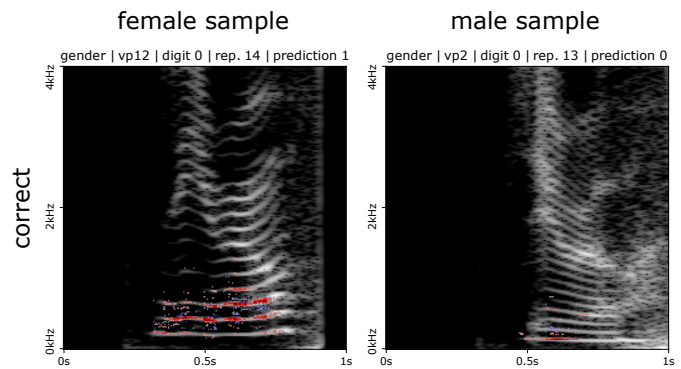 female sample
male sample
gender | vp12 | digit 0 | rep. 14 | prediction 1
gender | vp2 | digit 0 | rep. 13 | prediction 0
correct
4kHz
2kHz
0kHz
0s
0.5s
1s
4kHz
2kHz
0kHz
0s
0.5s
1s